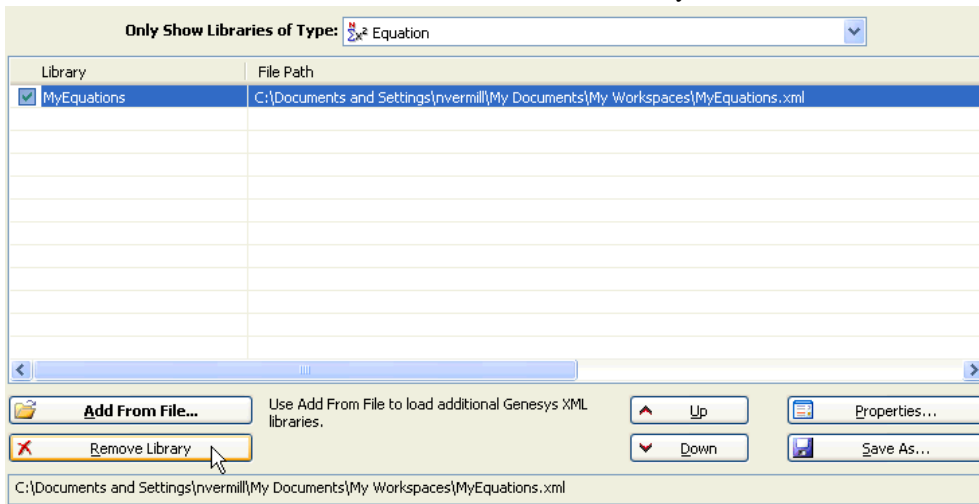 Only Show Libraries of Type: Σx² Equation
Library File Path
MyEquations C:\Documents and Settings\nvermill\My Documents\My Workspaces\MyEquations.xml
Add From File... Use Add From File to load additional Genesys XML libraries. Up Properties...
Remove Library Down Save As...
C:\Documents and Settings\nvermill\My Documents\My Workspaces\MyEquations.xml